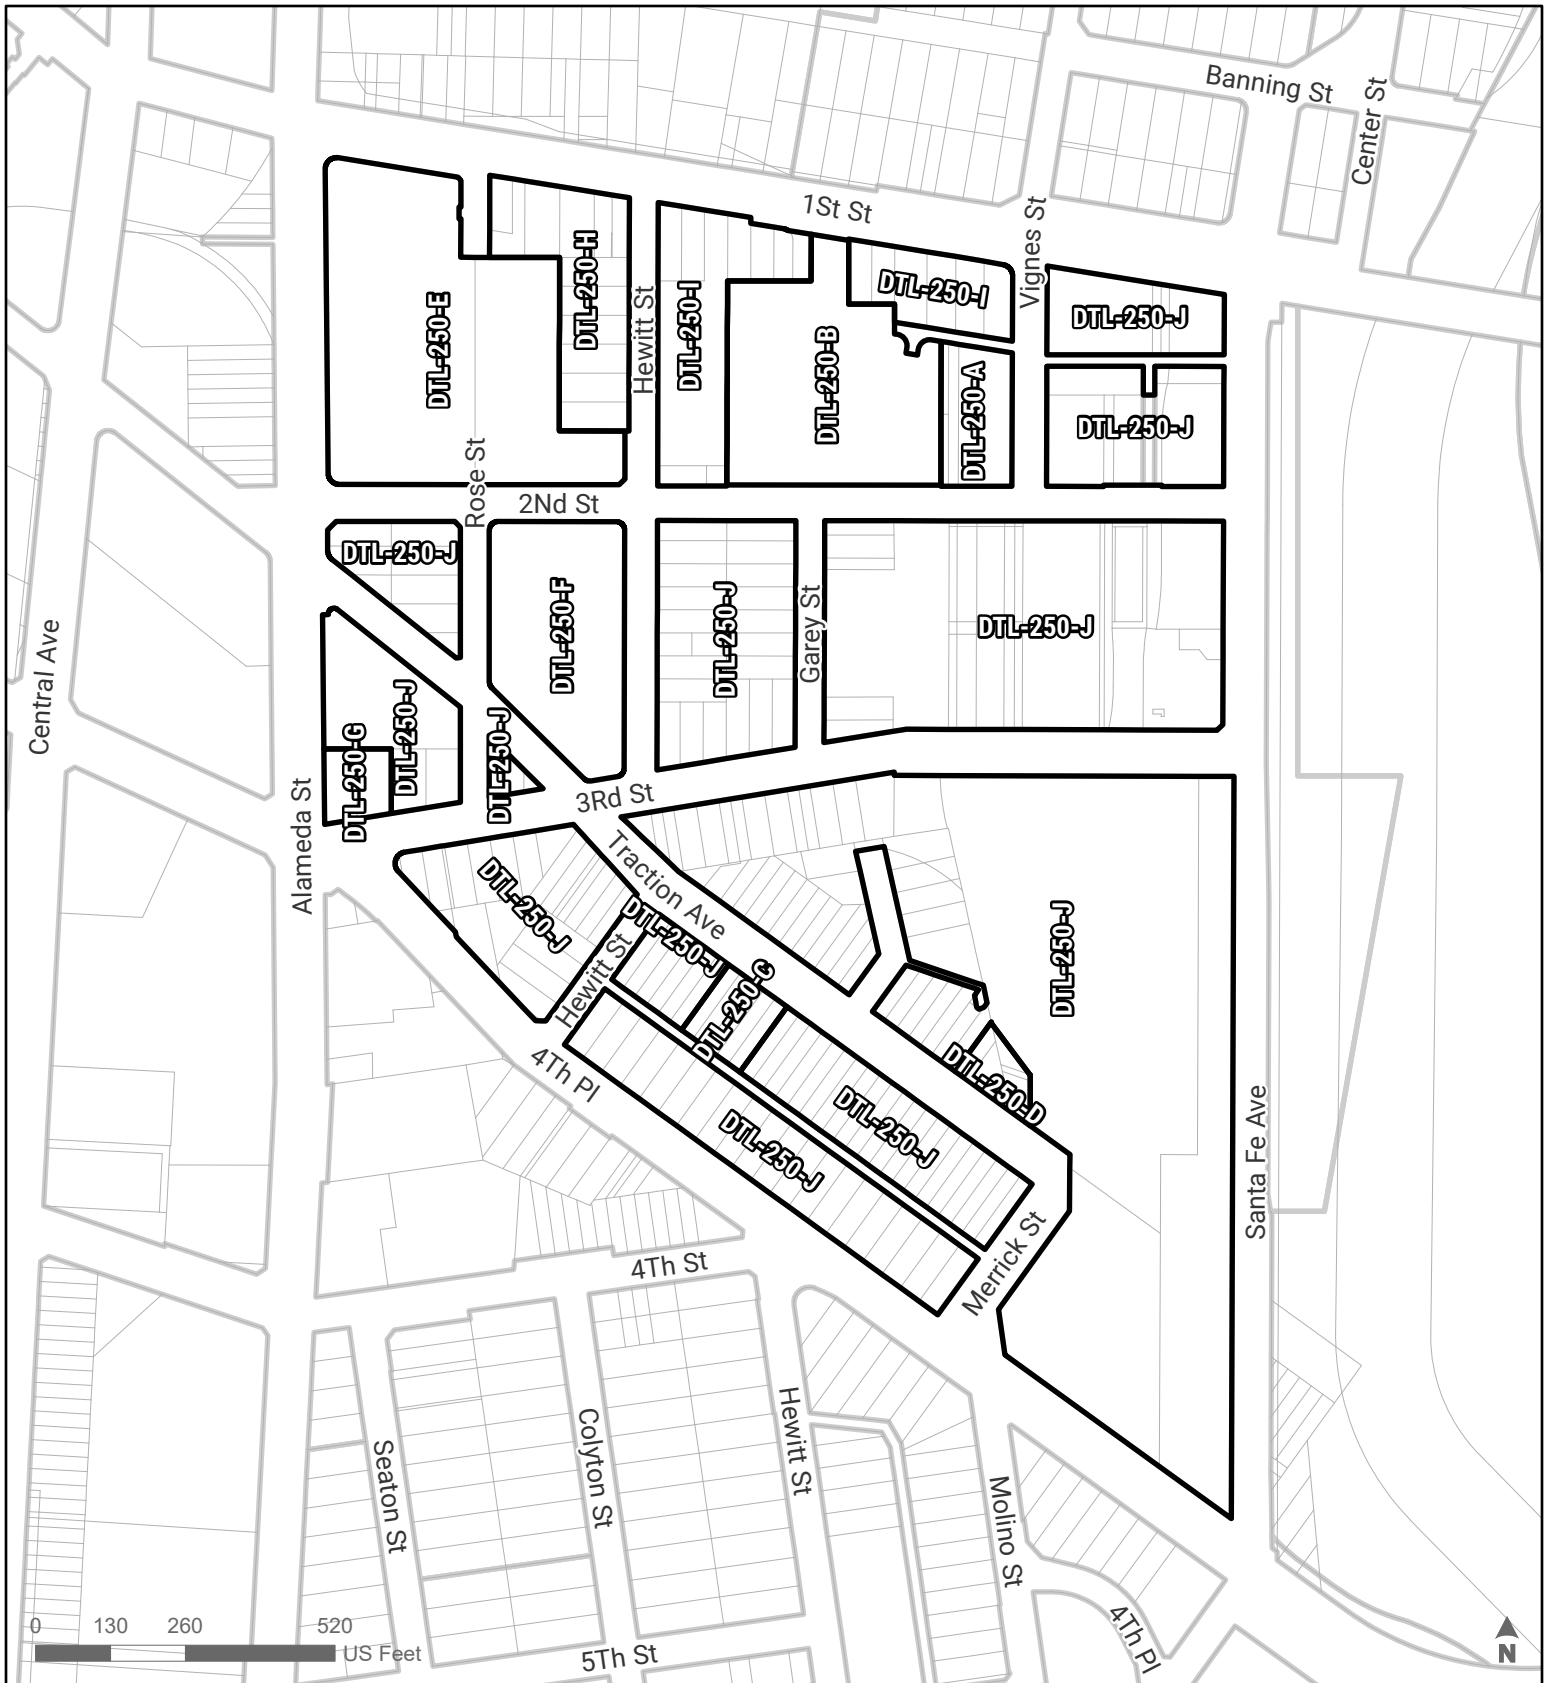 Banning St
Center St
1St St
Vignes St
DTL-250-H
DTL-250-I
DTL-250-E
Hewitt St
DTL-250-I
DTL-250-J
DTL-250-B
DTL-250-A
DTL-250-J
Rose St
2Nd St
DTL-250-J
DTL-250-F
DTL-250-J
Garey St
DTL-250-J
Central Ave
DTL-250-J
DTL-250-G
DTL-250-J
3Rd St
Alameda St
Traction Ave
DTL-250-J
DTL-250-J
DTL-250-J
Hewitt St
DTL-250-C
4Th Pl
DTL-250-D
DTL-250-J
DTL-250-J
Santa Fe Ave
Merrick St
4Th St
Hewitt St
Colyton St
Seaton St
Molino St
4Th Pl
5Th St
0 130 260 520
US Feet
N